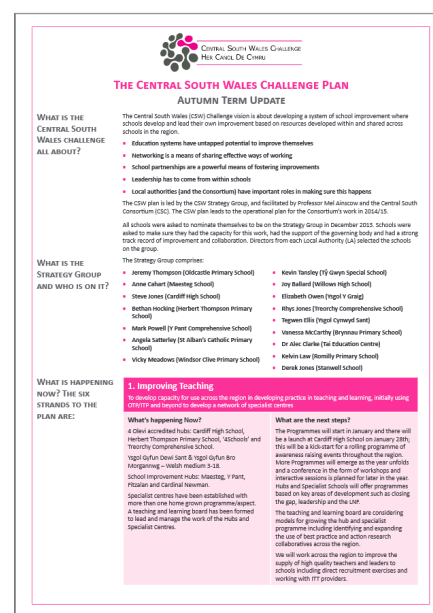 Central South Wales Challenge
Her Canol De Cymru
The Central South Wales Challenge Plan
Autumn Term Update
What is the
Central South
Wales challenge
all about?
The Central South Wales (CSW) Challenge vision is about developing a system of school improvement where
schools develop and lead their own improvement based on resources developed within and shared across
schools in the region.
• Education systems have untapped potential to improve themselves
• Networking is a means of sharing effective ways of working
• School partnerships are a powerful means of fostering improvements
• Leadership has to come from within schools
• Local authorities (and the Consortium) have important roles in making sure this happens
The CSW plan is led by the CSW Strategy Group, and facilitated by Professor Mel Ainscow and the Central South
Consortium (CSC). The CSW plan leads to the operational plan for the Consortium's work in 2014/15.
All schools were asked to nominate themselves to be on the Strategy Group in December 2013. Schools were
asked to make sure they had the capacity for this work, had the support of the governing body and had a strong
track record of improvement and collaboration. Directors from each Local Authority (LA) selected the schools
on the group.
What is the
Strategy Group
and who is on it?
The Strategy Group comprises:
• Jeremy Thompson (Oldcastle Primary School)
• Anne Cahart (Maesteg School)
• Steve Jones (Cardiff High School)
• Bethan Hocking (Herbert Thompson Primary
School)
• Mark Powell (Y Pant Comprehensive School)
• Angela Satterley (St Alban's Catholic Primary
School)
• Vicky Meadows (Windsor Clive Primary School)
• Kevin Tansley (Tŷ Gwyn Special School)
• Joy Ballard (Willows High School)
• Elizabeth Owen (Ysgol Y Graig)
• Rhys Jones (Treorchy Comprehensive School)
• Tegwen Ellis (Ysgol Cynwyd Sant)
• Vanessa McCarthy (Brynnau Primary School)
• Dr Alec Clarke (Tai Education Centre)
• Kelvin Law (Romilly Primary School)
• Derek Jones (Stanwell School)
What is happening
now? The six
strands to the
plan are:
1. Improving Teaching
To develop capacity for use across the region in developing practice in teaching and learning, initially using
OTP/ITP and beyond to develop a network of specialist centres
What's happening Now?
4 Olevi accredited hubs: Cardiff High School,
Herbert Thompson Primary School, '4Schools' and
Treorchy Comprehensive School.
Ysgol Gyfun Dewi Sant & Ysgol Gyfun Bro
Morgannwg – Welsh medium 3-18.
School Improvement Hubs: Maesteg, Y Pant,
Fitzalan and Cardinal Newman.
Specialist centres have been established with
more than one home grown programme/aspect.
A teaching and learning board has been formed
to lead and manage the work of the Hubs and
Specialist Centres.
What are the next steps?
The Programmes will start in January and there will
be a launch at Cardiff High School on January 28th;
this will be a kick-start for a rolling programme of
awareness raising events throughout the region.
More Programmes will emerge as the year unfolds
and a conference in the form of workshops and
interactive sessions is planned for later in the year.
Hubs and Specialist Schools will offer programmes
based on key areas of development such as closing
the gap, leadership and the LNF.
The teaching and learning board are considering
models for growing the hub and specialist
programme including identifying and expanding
the use of best practice and action research
collaboratives across the region.
We will work across the region to improve the
supply of high quality teachers and leaders to
schools including direct recruitment exercises and
working with ITT providers.